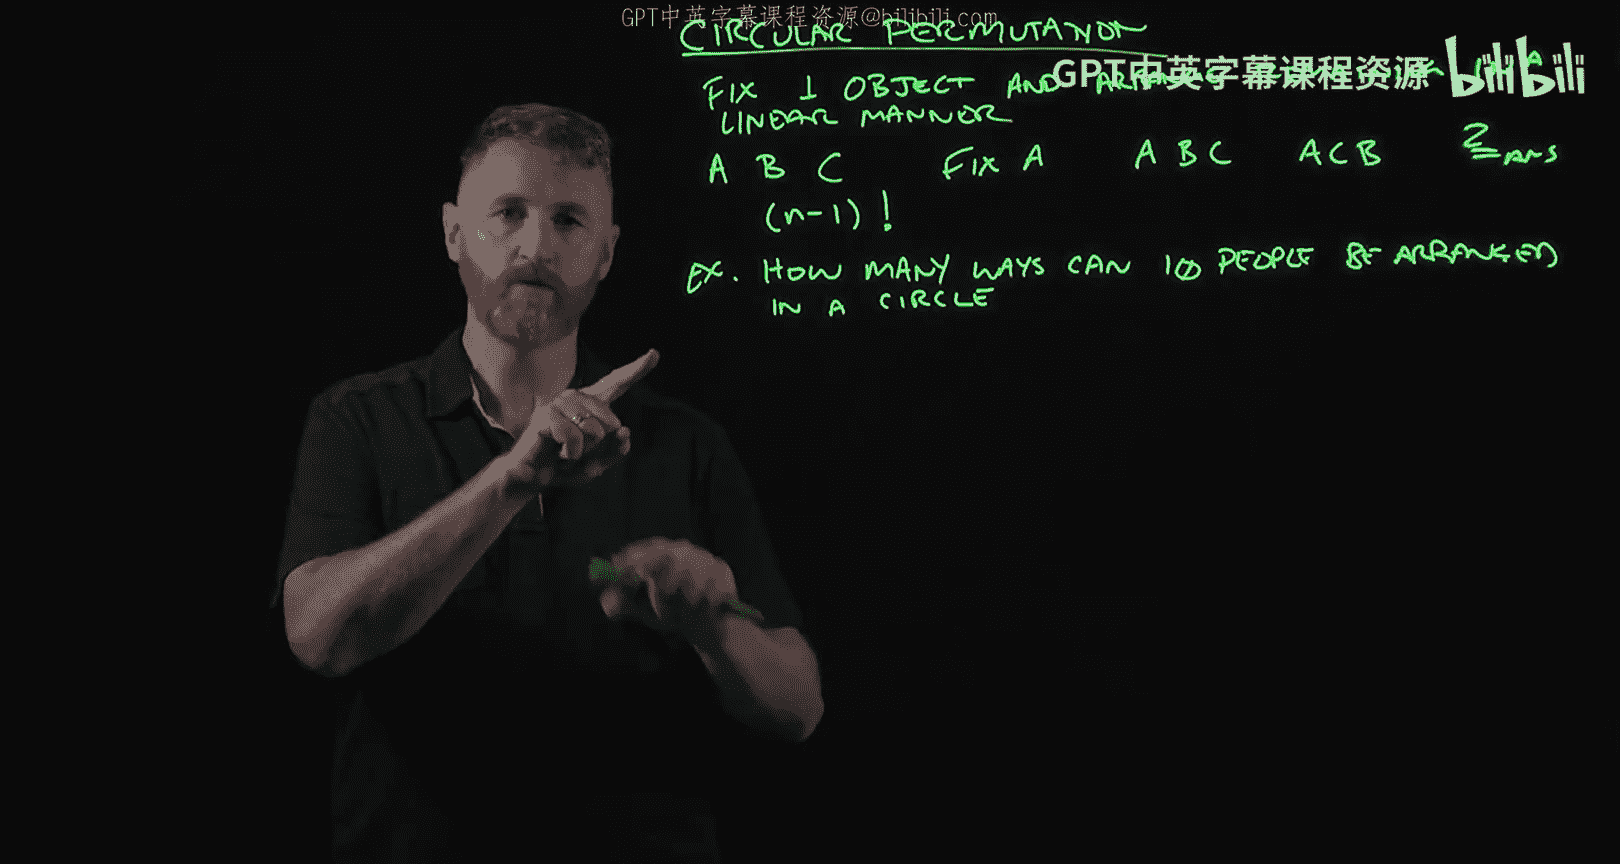 GPT中英字幕课程资源@bilibili.com
CIRCULAR PERMUTATION
GPT中英字幕课程资源 bilibili
FIX 1 OBJECT AND A
LINEAR MANNER
A B C FIX A A B C A C B 2 ANS
(n-1)!
EX. HOW MANY WAYS CAN 10 PEOPLE BE ARRANGED
IN A CIRCLE